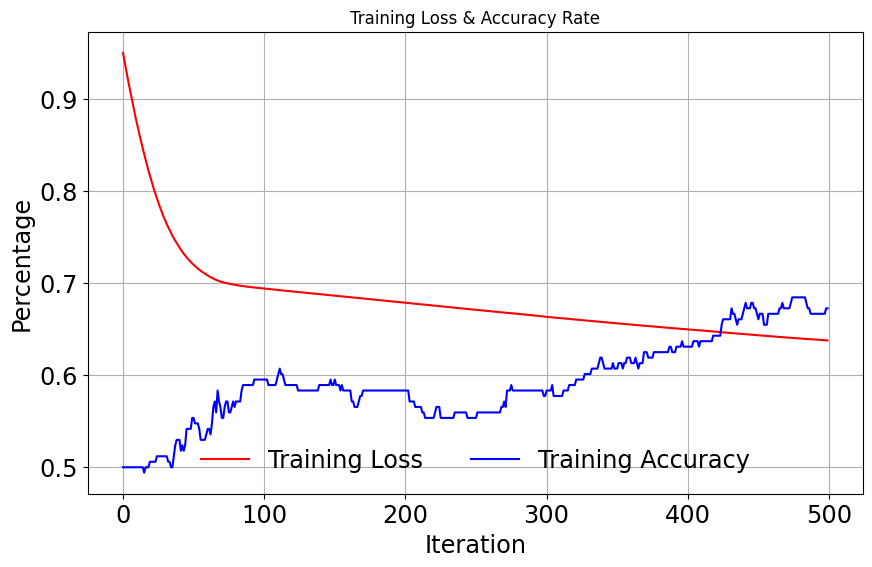 Training Loss & Accuracy Rate
Percentage
0.9
0.8
0.7
0.6
0.5
Training Loss
Training Accuracy
0 100 200 300 400 500
Iteration